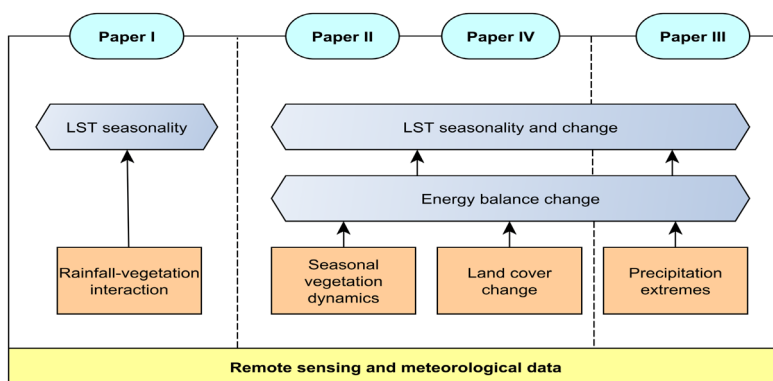 Paper I
Paper II
Paper IV
Paper III
LST seasonality
LST seasonality and change
Energy balance change
Rainfall-vegetation
interaction
Seasonal
vegetation
dynamics
Land cover
change
Precipitation
extremes
Remote sensing and meteorological data